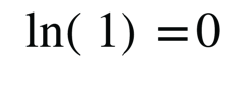 ln( 1) =0